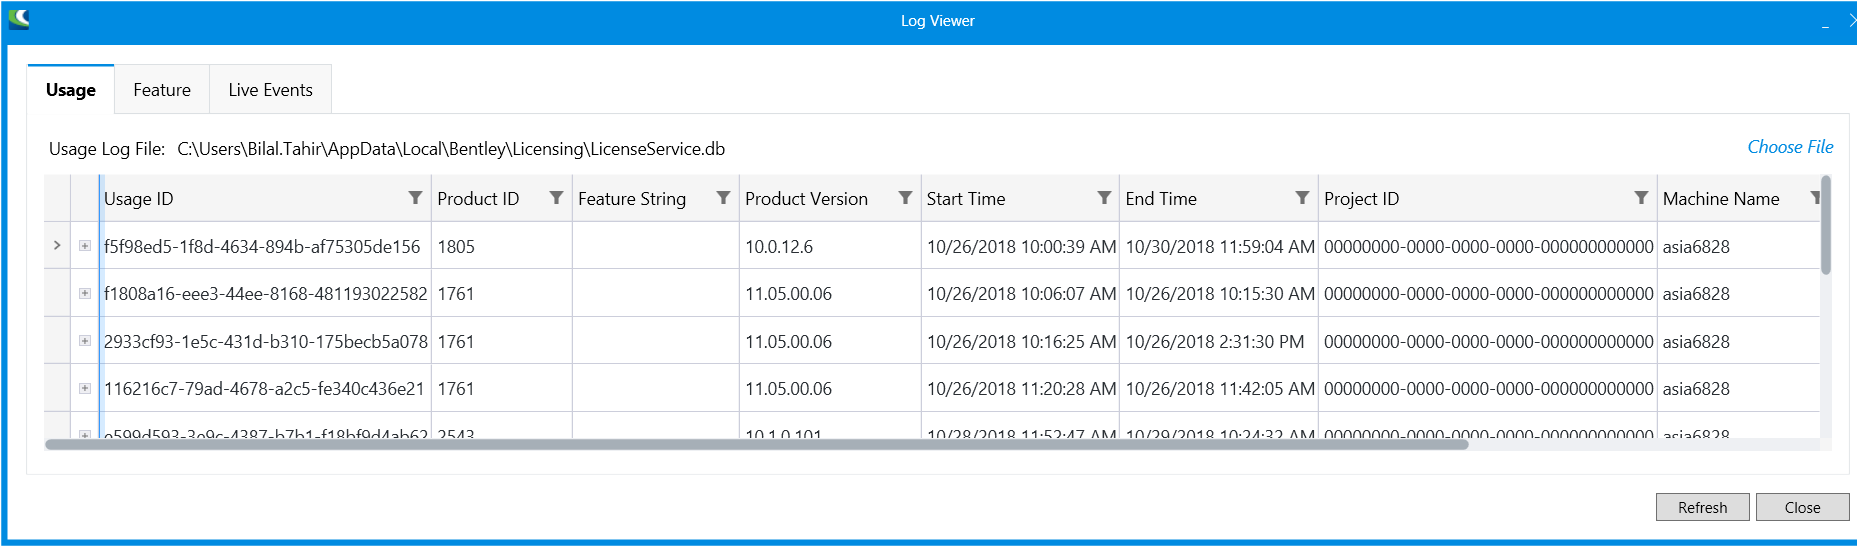 Log Viewer
Usage Feature Live Events
Usage Log File: C:\Users\Bilal.Tahir\AppData\Local\Bentley\Licensing\LicenseService.db Choose File
Usage ID Product ID Feature String Product Version Start Time End Time Project ID Machine Name
f5f98ed5-1f8d-4634-894b-af75305de156 1805 10.0.12.6 10/26/2018 10:00:39 AM 10/30/2018 11:59:04 AM 00000000-0000-0000-0000-000000000000 asia6828
f1808a16-eee3-44ee-8168-481193022582 1761 11.05.00.06 10/26/2018 10:06:07 AM 10/26/2018 10:15:30 AM 00000000-0000-0000-0000-000000000000 asia6828
2933cf93-1e5c-431d-b310-175becb5a078 1761 11.05.00.06 10/26/2018 10:16:25 AM 10/26/2018 2:31:30 PM 00000000-0000-0000-0000-000000000000 asia6828
116216c7-79ad-4678-a2c5-fe340c436e21 1761 11.05.00.06 10/26/2018 11:20:28 AM 10/26/2018 11:42:05 AM 00000000-0000-0000-0000-000000000000 asia6828
e599d593-3e9c-4387-b7b1-f18bf9d4ab62 2543 10.1.0.101 10/28/2018 11:52:47 AM 10/29/2018 10:24:32 AM 00000000-0000-0000-0000-000000000000 asia6828
Refresh Close